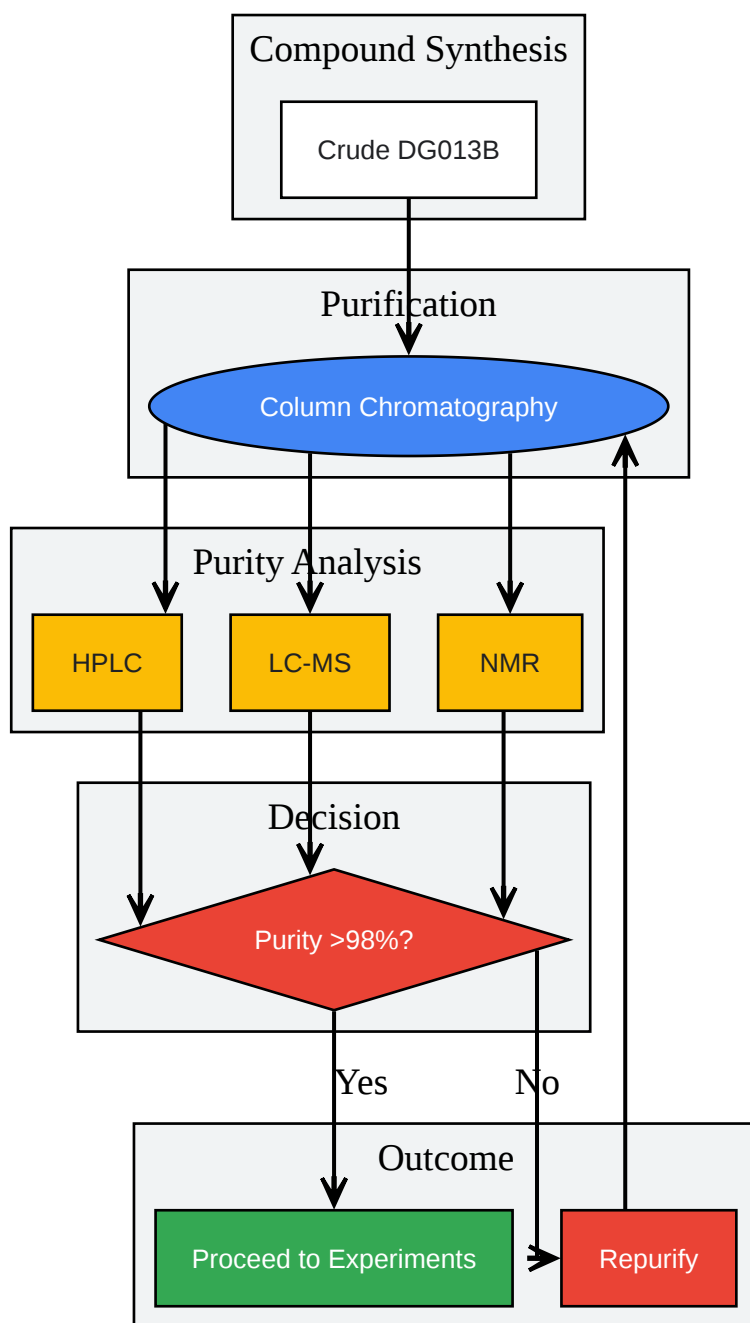 Compound Synthesis
Crude DG013B
Purification
Column Chromatography
Purity Analysis
HPLC
LC-MS
NMR
Decision
Purity >98%?
Yes
No
Outcome
Proceed to Experiments
Repurify